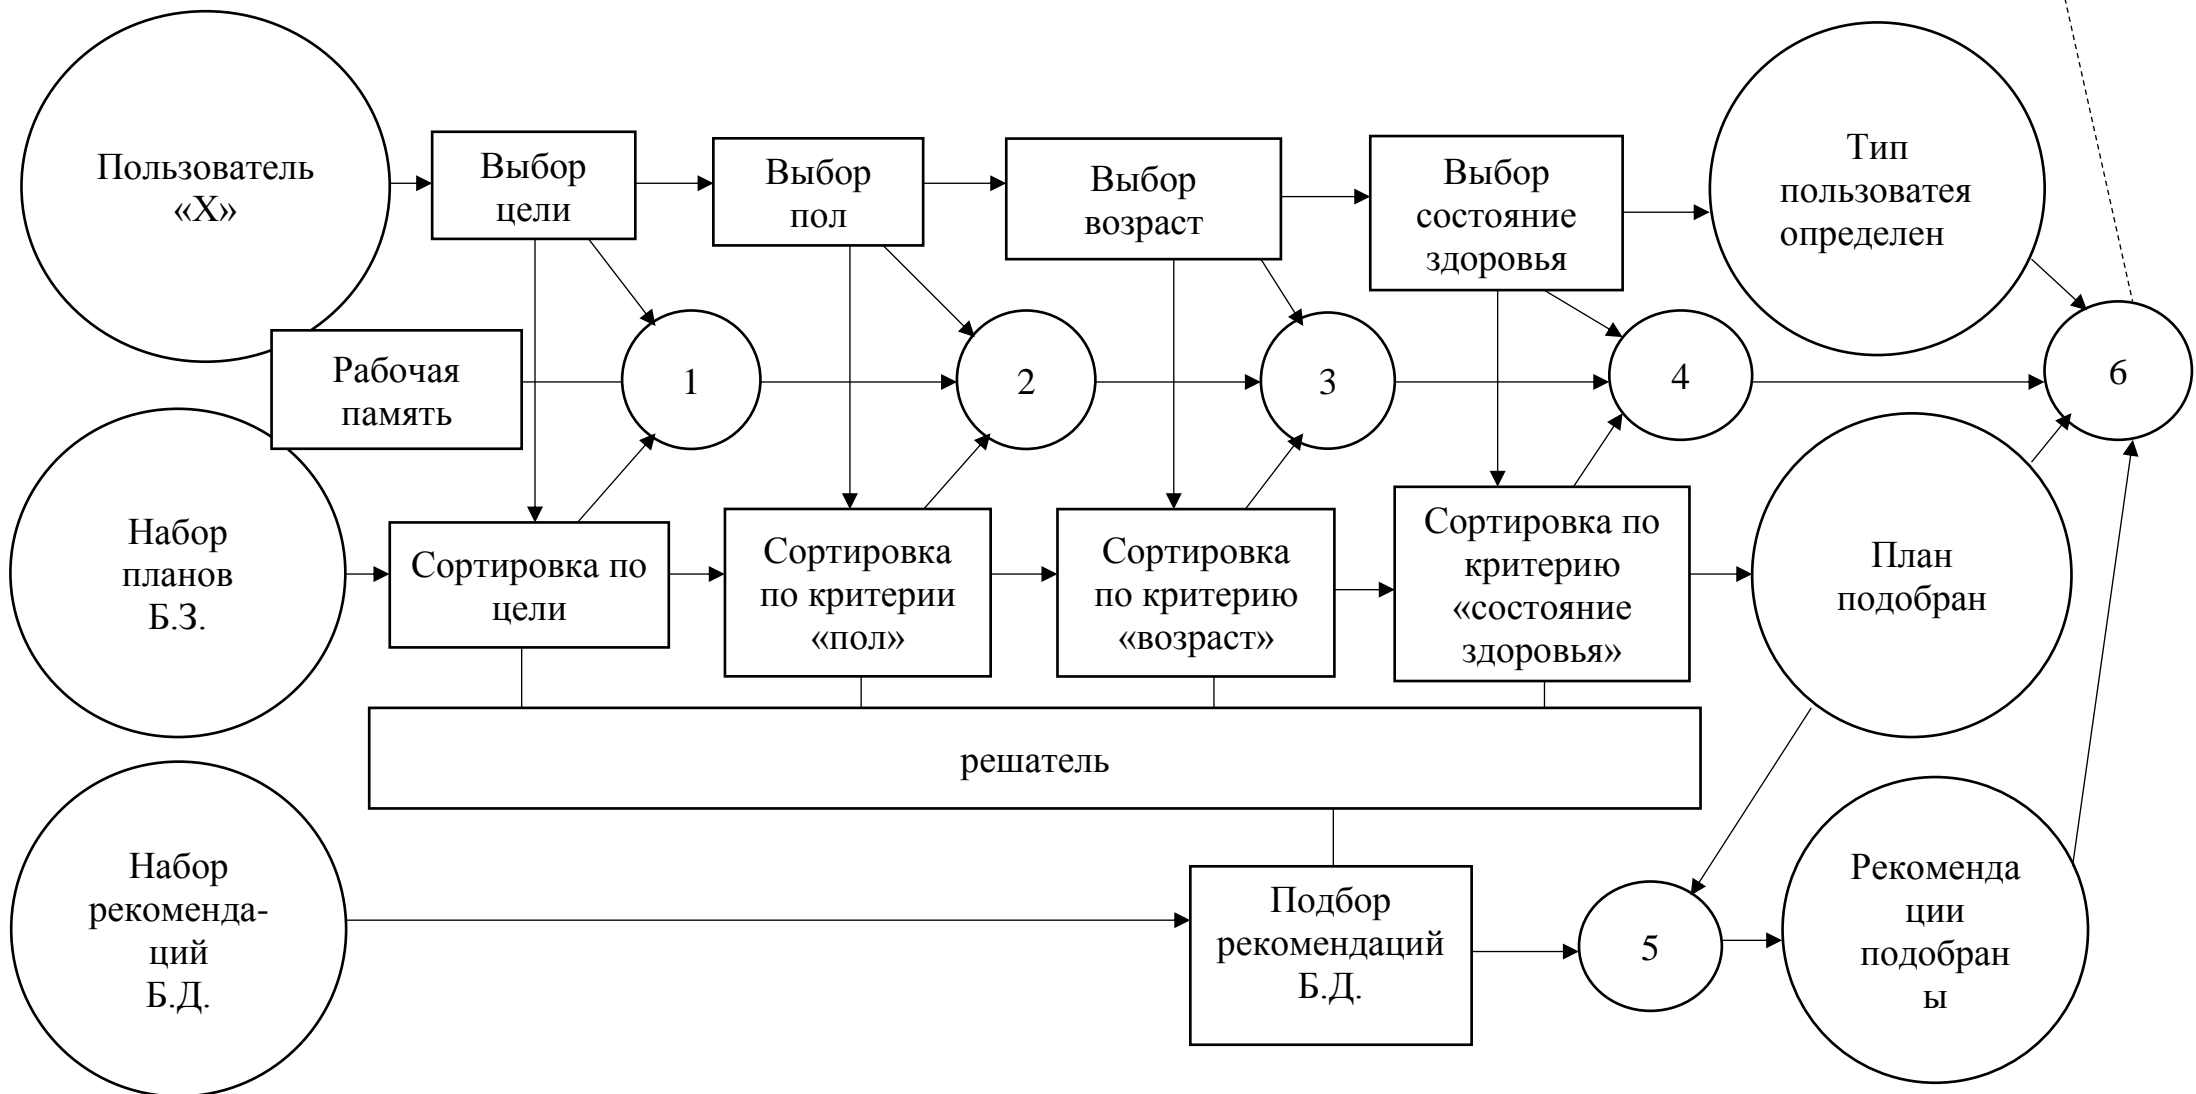 Пользователь
«Х»
Выбор
цели
Выбор
пол
Выбор
возраст
Выбор
состояние
здоровья
Тип
пользоватея
определен
Рабочая
память
1
2
3
4
6
Набор
планов
Б.З.
Сортировка по
цели
Сортировка
по критерии
«пол»
Сортировка
по критерию
«возраст»
Сортировка по
критерию
«состояние
здоровья»
План
подобран
решатель
Набор
рекоменда-
ций
Б.Д.
Подбор
рекомендаций
Б.Д.
5
Рекоменда
ции
подобран
ы